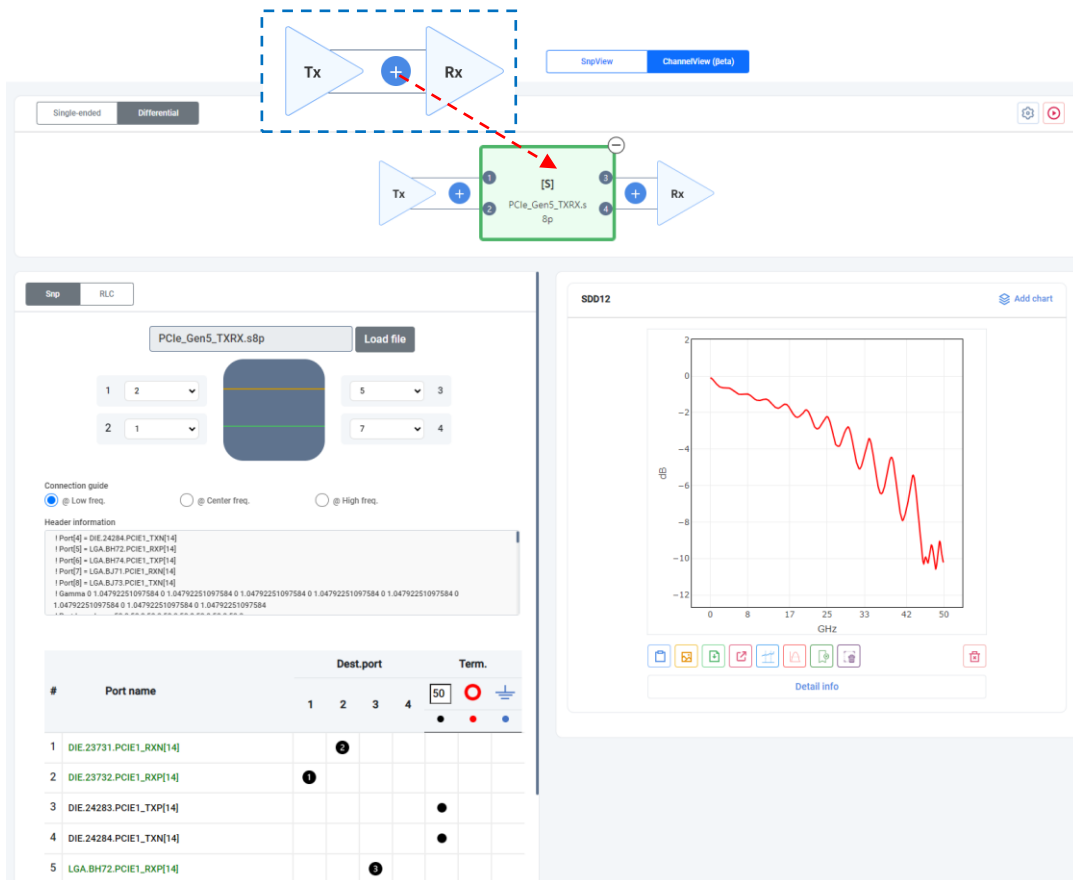 Tx
Rx
SnpView
ChannelView (Beta)
Single-ended
Differential
Tx
1
2
[S]
PCIe_Gen5_TXRX.s
8p
3
4
Rx
Snp
RLC
PCIe_Gen5_TXRX.s8p
Load file
1 2
5 3
2 1
7 4
Connection guide
@ Low freq.
@ Center freq.
@ High freq.
Header information
! Port[4] = DIE.24284.PCIE1_TXN[14]
! Port[5] = LGA.BH72.PCIE1_RXP[14]
! Port[6] = LGA.BH74.PCIE1_TXP[14]
! Port[7] = LGA.BJ71.PCIE1_RXN[14]
! Port[8] = LGA.BJ73.PCIE1_TXN[14]
! Gamma 0 1.04792251097584 0 1.04792251097584 0 1.04792251097584 0 1.04792251097584 0 1.04792251097584 0
1.04792251097584 0 1.04792251097584 0 1.04792251097584
Dest.port
Term.
# Port name
1 2 3 4
50
1 DIE.23731.PCIE1_RXN[14] 2
2 DIE.23732.PCIE1_RXP[14] 1
3 DIE.24283.PCIE1_TXP[14]
4 DIE.24284.PCIE1_TXN[14]
5 LGA.BH72.PCIE1_RXP[14] 3
SDD12
Add chart
2
0
−2
−4
−6
−8
−10
−12
dB
0 8 17 25 33 42 50
GHz
Detail info